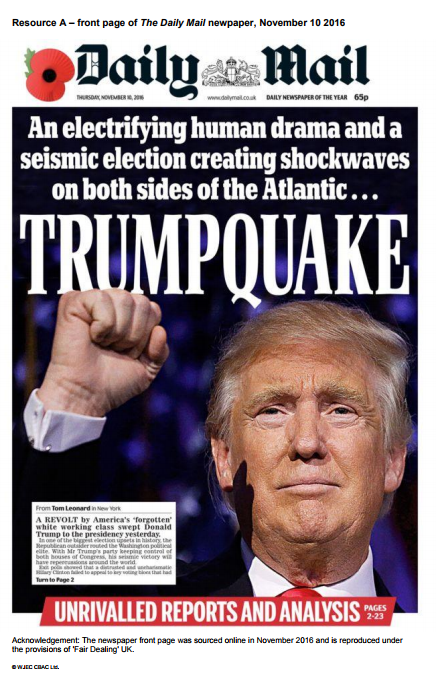 Resource A – front page of The Daily Mail newspaper, November 10 2016
Daily Mail
THURSDAY, NOVEMBER 10, 2016 www.dailymail.co.uk DAILY NEWSPAPER OF THE YEAR 65p
An electrifying human drama and a
seismic election creating shockwaves
on both sides of the Atlantic...
TRUMPQUAKE
From Tom Leonard in New York
A REVOLT by America's 'forgotten'
white working class swept Donald
Trump to the presidency yesterday.
In one of the biggest election upsets in history, the
Republican outsider routed the Washington political
elite. With Mr Trump's party keeping control of
both houses of Congress, his seismic victory will
have repercussions around the world.
Exit polls showed that a distrusted and uncharismatic
Hillary Clinton failed to appeal to key voting blocs that had
Turn to Page 2
UNRIVALLED REPORTS AND ANALYSIS PAGES 2-23
Acknowledgement: The newspaper front page was sourced online in November 2016 and is reproduced under
the provisions of 'Fair Dealing' UK.
© WJEC CBAC Ltd.